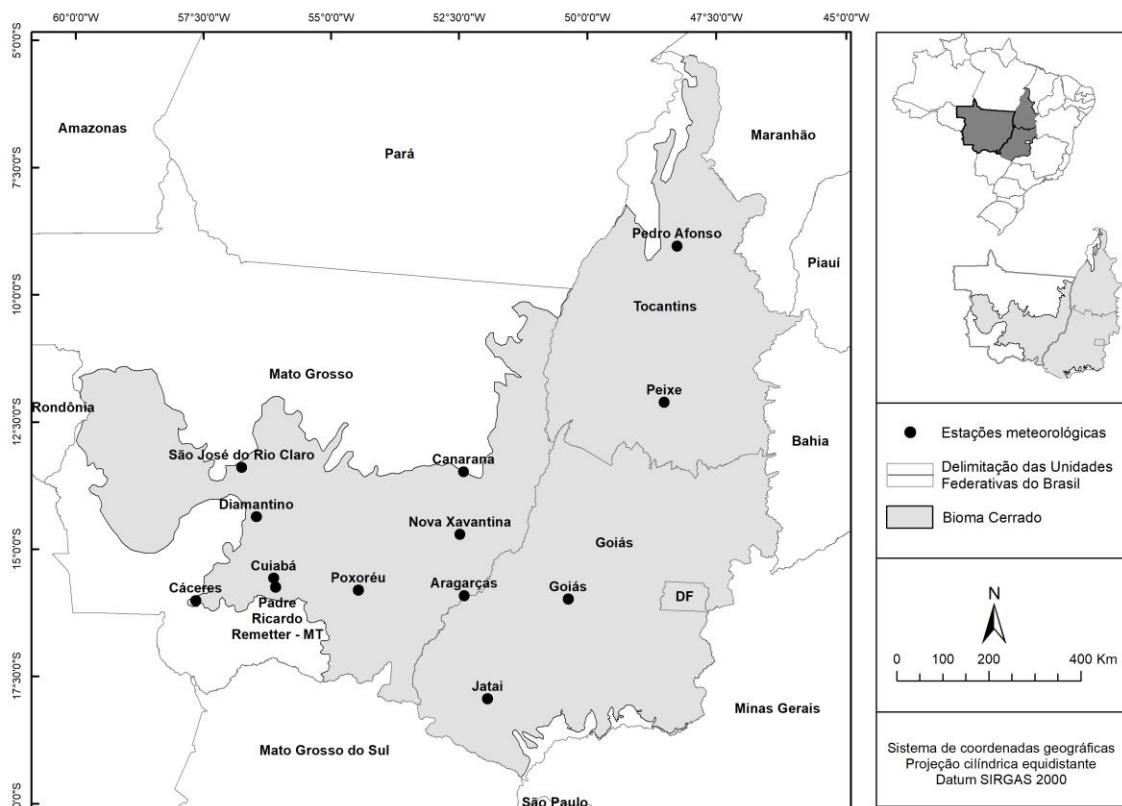 60°0'0"W
57°30'0"W
55°0'0"W
52°30'0"W
50°0'0"W
47°30'0"W
45°0'0"W
5°0'0"S
7°30'0"S
10°0'0"S
12°30'0"S
15°0'0"S
17°30'0"S
Amazonas
Pará
Maranhão
Pedro Afonso
Piauí
Tocantins
Mato Grosso
Peixe
Rondônia
Bahia
São José do Rio Claro
Canarana
Diamantino
Nova Xavantina
Goiás
Cuiabá
Cáceres
Poxoréu
Aragarças
Goiás
DF
Padre
Ricardo
Remetter - MT
Jatai
Minas Gerais
Mato Grosso do Sul
São Paulo
Estações meteorológicas
Delimitação das Unidades
Federativas do Brasil
Bioma Cerrado
N
0 100 200 400 Km
Sistema de coordenadas geográficas
Projeção cilíndrica equidistante
Datum SIRGAS 2000